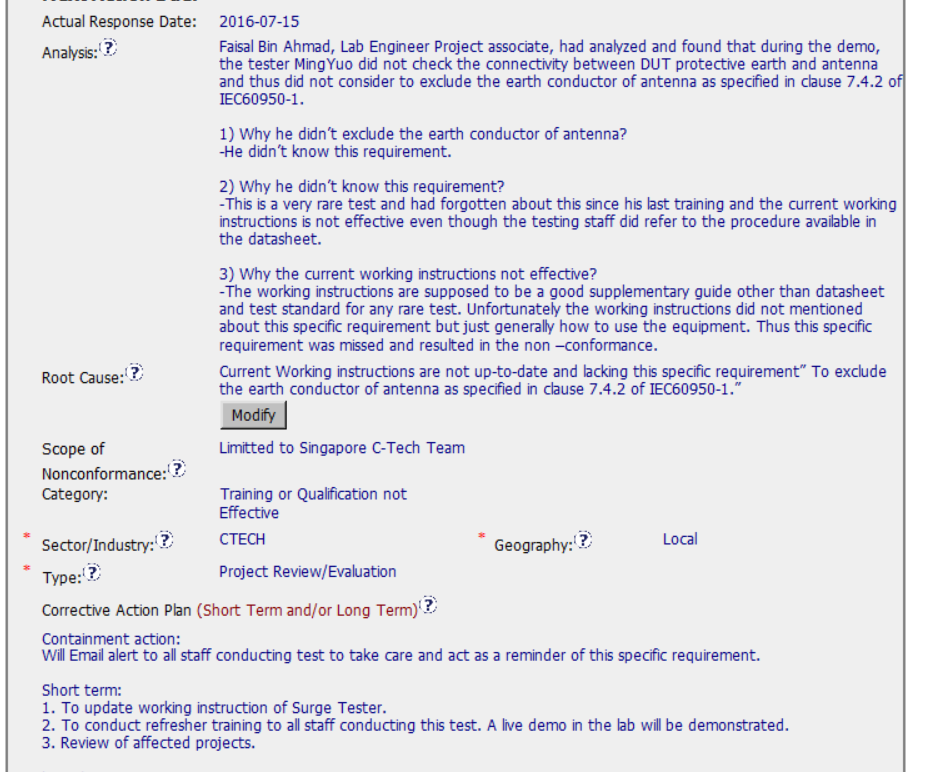 Actual Response Date: 2016-07-15
Analysis:(?) Faisal Bin Ahmad, Lab Engineer Project associate, had analyzed and found that during the demo,
the tester MingYuo did not check the connectivity between DUT protective earth and antenna
and thus did not consider to exclude the earth conductor of antenna as specified in clause 7.4.2 of
IEC60950-1.
1) Why he didn't exclude the earth conductor of antenna?
-He didn't know this requirement.
2) Why he didn't know this requirement?
-This is a very rare test and had forgotten about this since his last training and the current working
instructions is not effective even though the testing staff did refer to the procedure available in
the datasheet.
3) Why the current working instructions not effective?
-The working instructions are supposed to be a good supplementary guide other than datasheet
and test standard for any rare test. Unfortunately the working instructions did not mentioned
about this specific requirement but just generally how to use the equipment. Thus this specific
requirement was missed and resulted in the non –conformance.
Root Cause:(?) Current Working instructions are not up-to-date and lacking this specific requirement” To exclude
the earth conductor of antenna as specified in clause 7.4.2 of IEC60950-1.”
Modify
Scope of Limitted to Singapore C-Tech Team
Nonconformance:(?)
Category: Training or Qualification not
Effective
* Sector/Industry:(?) CTECH * Geography:(?) Local
* Type:(?) Project Review/Evaluation
Corrective Action Plan (Short Term and/or Long Term)(?)
Containment action:
Will Email alert to all staff conducting test to take care and act as a reminder of this specific requirement.
Short term:
1. To update working instruction of Surge Tester.
2. To conduct refresher training to all staff conducting this test. A live demo in the lab will be demonstrated.
3. Review of affected projects.